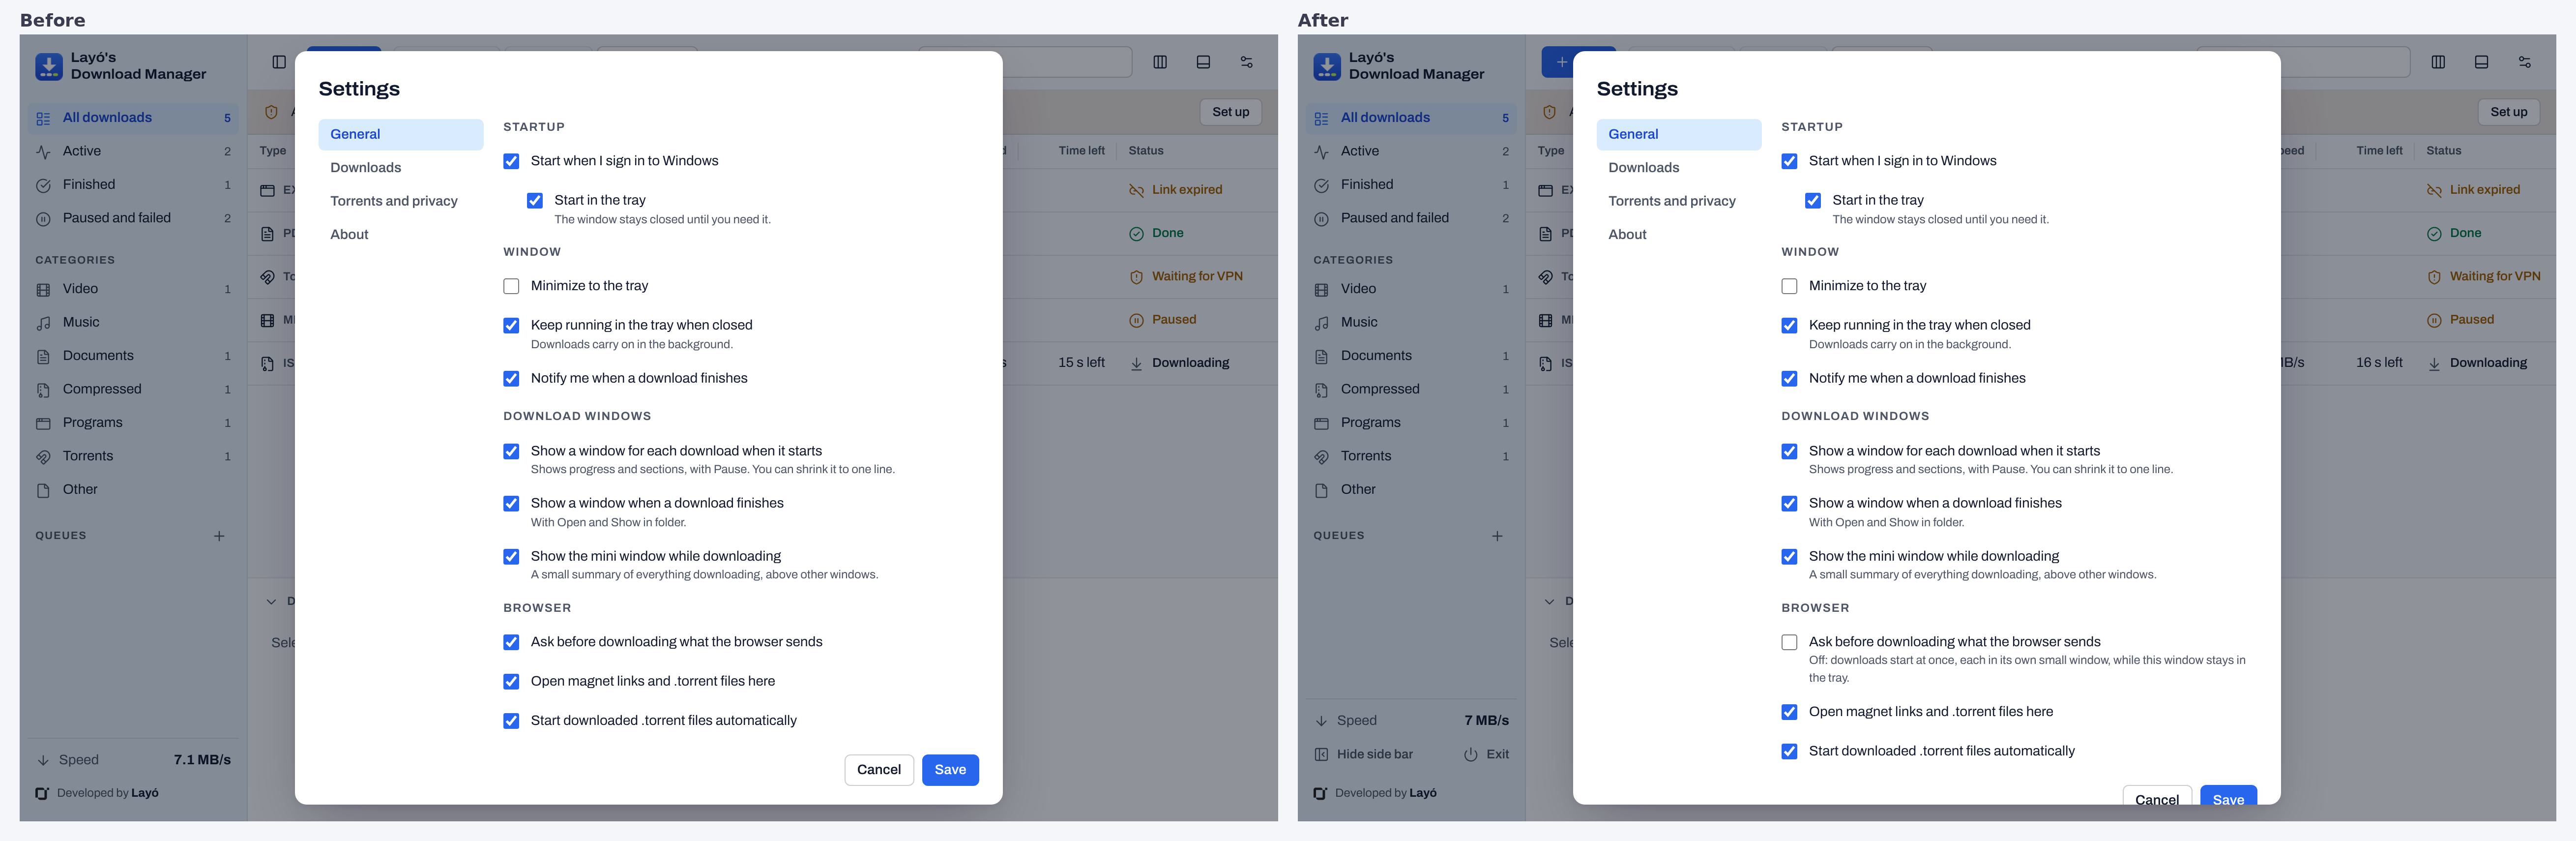 Before
Layó's
Download Manager
All downloads 5
Active 2
Finished 1
Paused and failed 2
CATEGORIES
Video 1
Music
Documents 1
Compressed 1
Programs 1
Torrents 1
Other
QUEUES
Speed 7.1 MB/s
Developed by Layó
Set up
Type
Time left Status
Link expired
Done
Waiting for VPN
Paused
15 s left Downloading
Settings
General
Downloads
Torrents and privacy
About
STARTUP
Start when I sign in to Windows
Start in the tray
The window stays closed until you need it.
WINDOW
Minimize to the tray
Keep running in the tray when closed
Downloads carry on in the background.
Notify me when a download finishes
DOWNLOAD WINDOWS
Show a window for each download when it starts
Shows progress and sections, with Pause. You can shrink it to one line.
Show a window when a download finishes
With Open and Show in folder.
Show the mini window while downloading
A small summary of everything downloading, above other windows.
BROWSER
Ask before downloading what the browser sends
Open magnet links and .torrent files here
Start downloaded .torrent files automatically
Cancel Save
After
Layó's
Download Manager
All downloads 5
Active 2
Finished 1
Paused and failed 2
CATEGORIES
Video 1
Music
Documents 1
Compressed 1
Programs 1
Torrents 1
Other
QUEUES
Speed 7 MB/s
Hide side bar Exit
Developed by Layó
Set up
Type
Time left Status
Link expired
Done
Waiting for VPN
Paused
16 s left Downloading
Settings
General
Downloads
Torrents and privacy
About
STARTUP
Start when I sign in to Windows
Start in the tray
The window stays closed until you need it.
WINDOW
Minimize to the tray
Keep running in the tray when closed
Downloads carry on in the background.
Notify me when a download finishes
DOWNLOAD WINDOWS
Show a window for each download when it starts
Shows progress and sections, with Pause. You can shrink it to one line.
Show a window when a download finishes
With Open and Show in folder.
Show the mini window while downloading
A small summary of everything downloading, above other windows.
BROWSER
Ask before downloading what the browser sends
Off: downloads start at once, each in its own small window, while this window stays in
the tray.
Open magnet links and .torrent files here
Start downloaded .torrent files automatically
Cancel Save